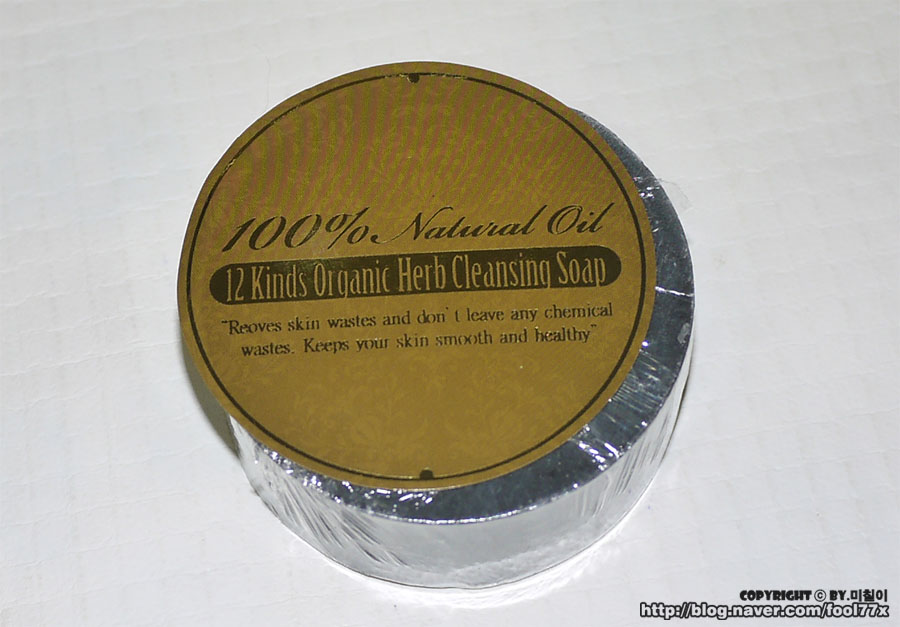 100% Natural Oil
12 Kinds Organic Herb Cleansing Soap
"Reoves skin wastes and don't leave any chemical
wastes. Keeps your skin smooth and healthy"
COPYRIGHT © BY.미칠이
http://blog.naver.com/fool77x